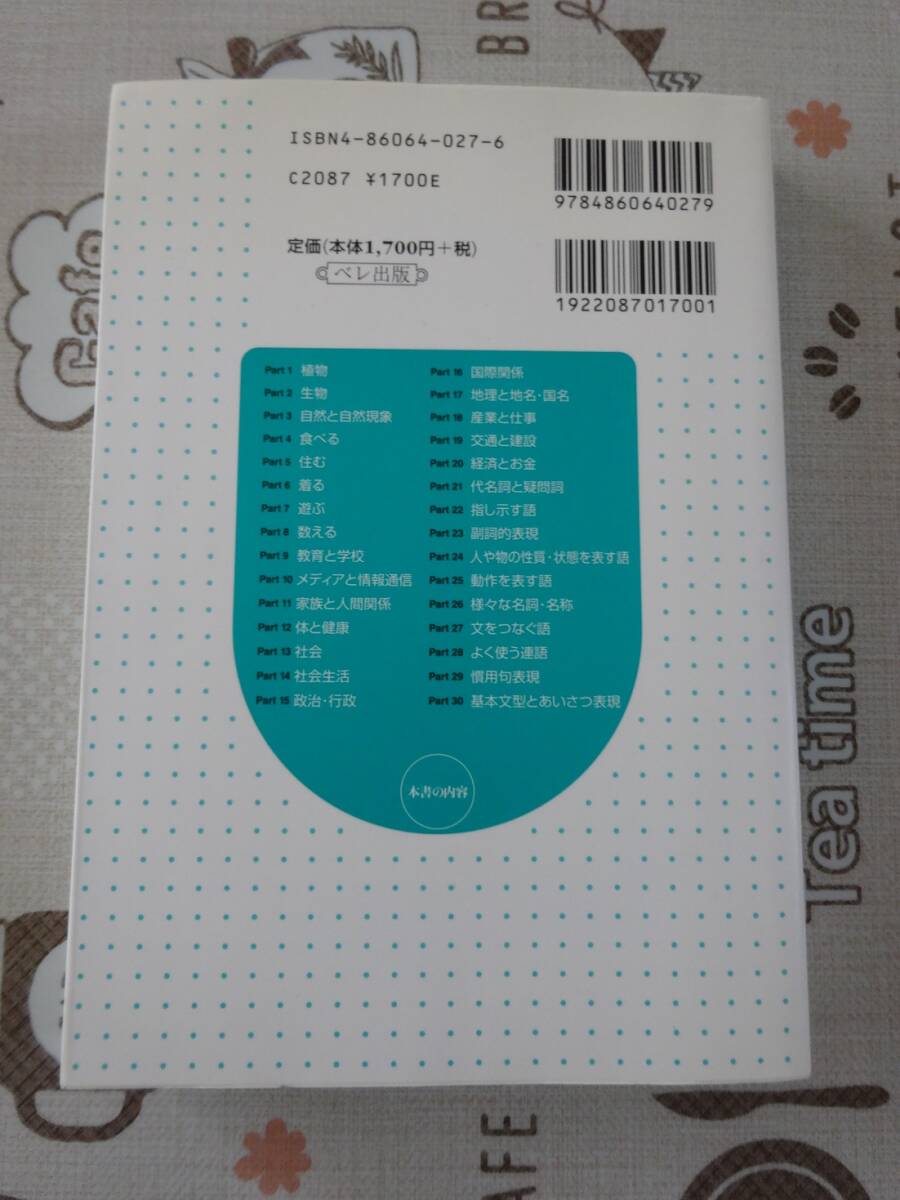 ISBN4-86064-027-6
C2087 ¥1700E
定価(本体1,700円+税)
ベレ出版
9784860640279
1922087017001
Part 1 植物
Part 2 生物
Part 3 自然と自然現象
Part 4 食べる
Part 5 住む
Part 6 着る
Part 7 遊ぶ
Part 8 数える
Part 9 教育と学校
Part 10 メディアと情報通信
Part 11 家族と人間関係
Part 12 体と健康
Part 13 社会
Part 14 社会生活
Part 15 政治・行政
Part 16 国際関係
Part 17 地理と地名・国名
Part 18 産業と仕事
Part 19 交通と建設
Part 20 経済とお金
Part 21 代名詞と疑問詞
Part 22 指し示す語
Part 23 副詞的表現
Part 24 人や物の性質・状態を表す語
Part 25 動作を表す語
Part 26 様々な名詞・名称
Part 27 文をつなぐ語
Part 28 よく使う連語
Part 29 慣用句表現
Part 30 基本文型とあいさつ表現
本書の内容
Cafe
BR
Tea time
AFE